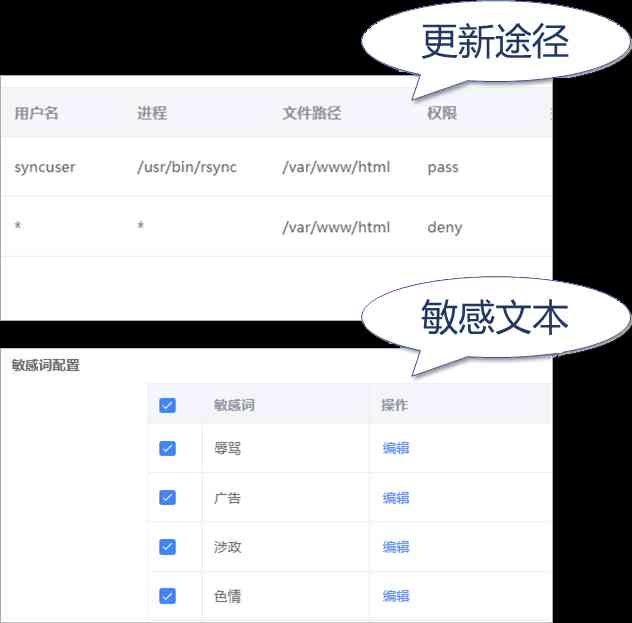 更新途径
用户名 进程 文件路径 权限
syncuser /usr/bin/rsync /var/www/html pass
* * /var/www/html deny
敏感文本
敏感词配置
敏感词 操作
辱骂 编辑
广告 编辑
涉政 编辑
色情 编辑